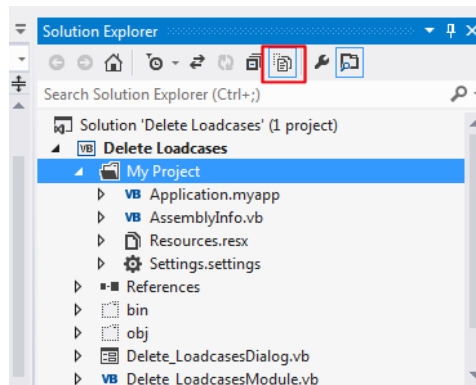 Solution Explorer
Search Solution Explorer (Ctrl+;)
Solution 'Delete Loadcases' (1 project)
VB Delete Loadcases
My Project
VB Application.myapp
VB AssemblyInfo.vb
Resources.resx
Settings.settings
References
bin
obj
Delete_LoadcasesDialog.vb
VB Delete_LoadcasesModule.vb